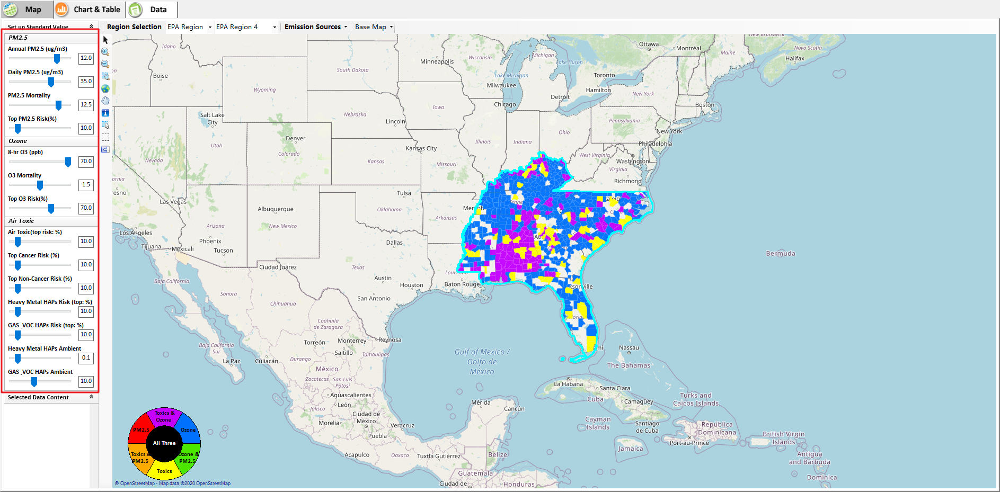 Map
Chart & Table
Data
Set up Standard Value
Region Selection
EPA Region
EPA Region 4
Emission Sources
Base Map
PM2.5
Annual PM2.5 (ug/m3)
12.0
Daily PM2.5 (ug/m3)
35.0
PM2.5 Mortality
12.5
Top PM2.5 Risk(%)
10.0
Ozone
8-hr O3 (ppb)
70.0
O3 Mortality
1.5
Top O3 Risk(%)
70.0
Air Toxic
Air Toxic(top risk: %)
10.0
Top Cancer Risk (%)
10.0
Top Non-Cancer Risk (%)
10.0
Heavy Metal HAPs Risk (top: %)
10.0
GAS_VOC HAPs Risk (top: %)
10.0
Heavy Metal HAPs Ambient
0.1
GAS_VOC HAPs Ambient
10.0
Selected Data Content
New Brunswick
Ottawa
Montréal
Nova Scotia
Halifax
Maine
Idaho
Minneapolis
Wisconsin
Michigan
Lake Huron
South Dakota
Boise
Lake Michigan
Toronto
Milwaukee
Hamilton
Wyoming
New York
Detroit
Chicago
Boston
Iowa
Nebraska
Salt Lake
City
Lincoln
Pennsylvania
New York
Ohio
Denver
Illinois
Indiana
Philadelphia
Utah
Kansas City
Colorado
West Virginia
Nevada
Kansas
Missouri
Washington
Virginia
ornia
Richmond
resno
Tulsa
Las Vegas
Albuquerque
Oklahoma
Memph
Arkansas
Arizona
New Mexico
Los Angeles
Phoenix
Dallas
Tijuana
Mexicali
Tucson
Bermuda
Ciudad Juárez
Texas
Louisian
Austin
Baja California
Houston
Baton Rouge
ksonville
Sonora
San Antonio
Chihuahua
Coahuila
de Zaragoza
Florida
Reynosa
Monterrey
Torreón
Baja California
Sur
Saltillo
Tamaulipas
Gulf of Mexico /
Golfo de
México
mi
Nassau
Durango
La Paz
Culiacán
The Bahamas
México
Zacatecas
San Luis
Potosí
La Habana
Santa Clara
Aguascalientes
Cuba
Turks and
Caicos Islands
León
Mérida
Camagüey
Jalisco
Cancún
Ciudad de
México
Cayman
Islands
Morelia
Veracruz
Santiago
de Cuba
República
Dominicana
Puebla
Port-au-Prince
British Virgin
Islands
Jamaica
Acapulco
Oaxaca
Tuxtla Gutiérrez
Belize
Antigua
and Barbuda
Guatemala
Dominica
Ciudad de
Honduras
Toxics &
Ozone
PM2.5
Ozone
All Three
Toxics &
PM2.5
Ozone &
PM2.5
Toxics
© OpenStreetMap - Map data ©2020 OpenStreetMap